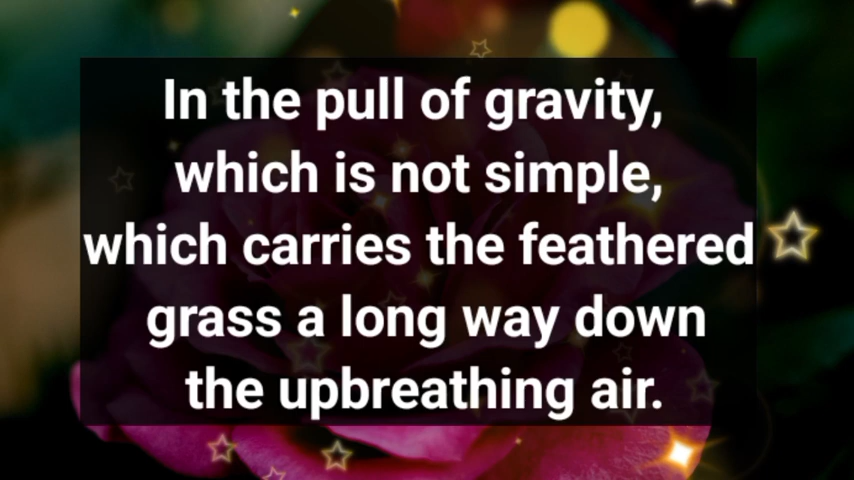 In the pull of gravity,
which is not simple,
which carries the feathered
grass a long way down
the upbreathing air.